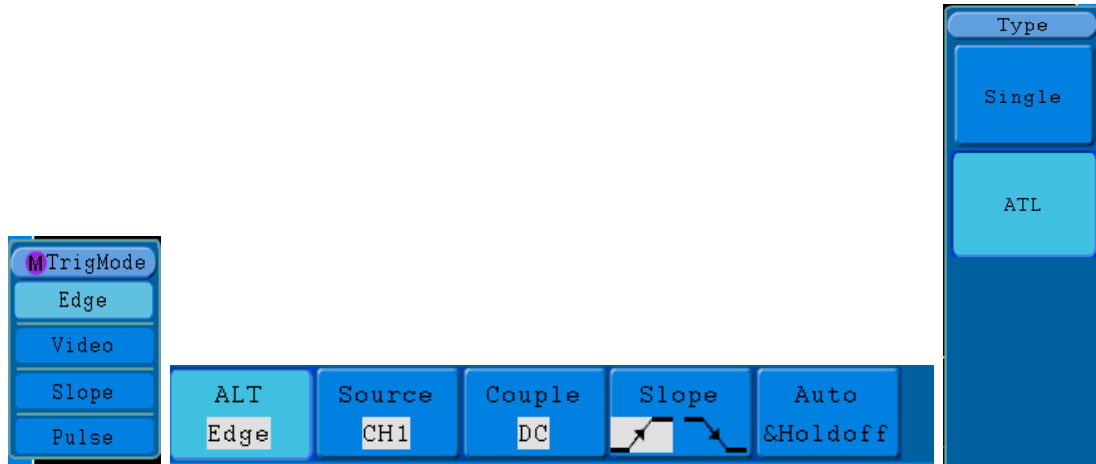 MTrigMode
Edge
Video
Slope
Pulse
ALT
Edge
Source
CH1
Couple
DC
Slope
Auto
&Holdoff
Type
Single
ATL